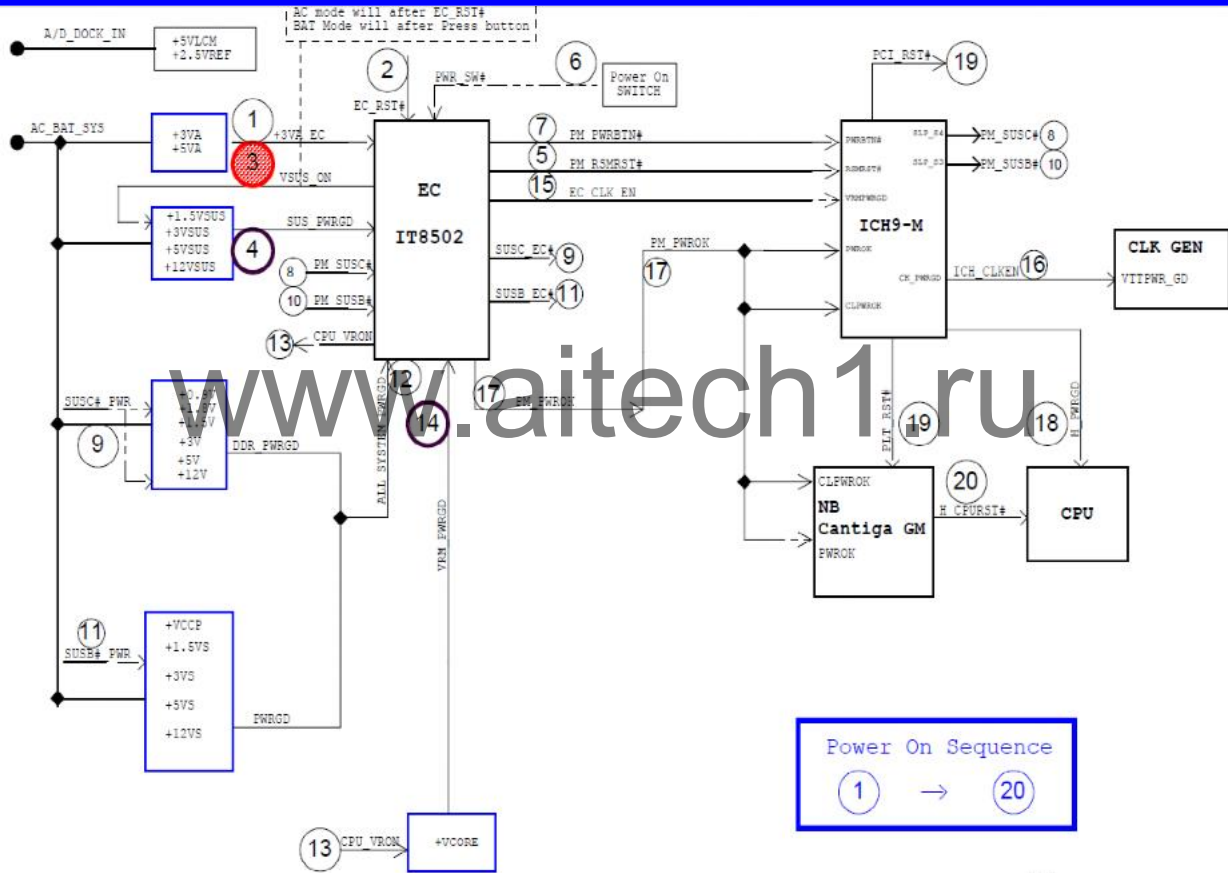 AC mode will after EC_RST#
BAT Mode will after Press button
A/D_DOCK_IN
+5VLCM
+2.5VREF
2
EC_RST#
PWR_SW#
6
Power On
SWITCH
PCI_RST#
19
AC_BAT_SYS
+3VA
+5VA
1
+3VA_EC
3
VSUS_ON
EC
IT8502
7
PM_PWRBTN#
5
PM_RSMRST#
15
EC_CLK_EN
PWRBTN#
RSMRST#
VRMPWRGD
ICH9-M
PWROK
CK_PWRGD
CLPWROK
SLP_S4
PM_SUSC#
8
SLP_S3
PM_SUSB#
10
+1.5VSUS
+3VSUS
+5VSUS
+12VSUS
SUS_PWRGD
4
8
PM_SUSC#
10
PM_SUSB#
13
CPU_VRON
SUSC_EC#
9
SUSB_EC#
11
PM_PWROK
17
ICH_CLKEN
16
CLK GEN
VTTPWR_GD
www.aitech1.ru
SUSC#_PWR
9
+1.5V
+3V
+5V
+12V
DDR_PWRGD
ALL_SYSTEM_PWRGD
12
14
VRM_PWRGD
17
PM_PWROK
PLT_RST#
19
18
H_PWRGD
CLPWROK
NB
Cantiga GM
PWROK
20
H_CPURST#
CPU
11
SUSB#_PWR
+VCCP
+1.5VS
+3VS
+5VS
+12VS
PWRGD
13
CPU_VRON
+VCORE
Power On Sequence
1 → 20